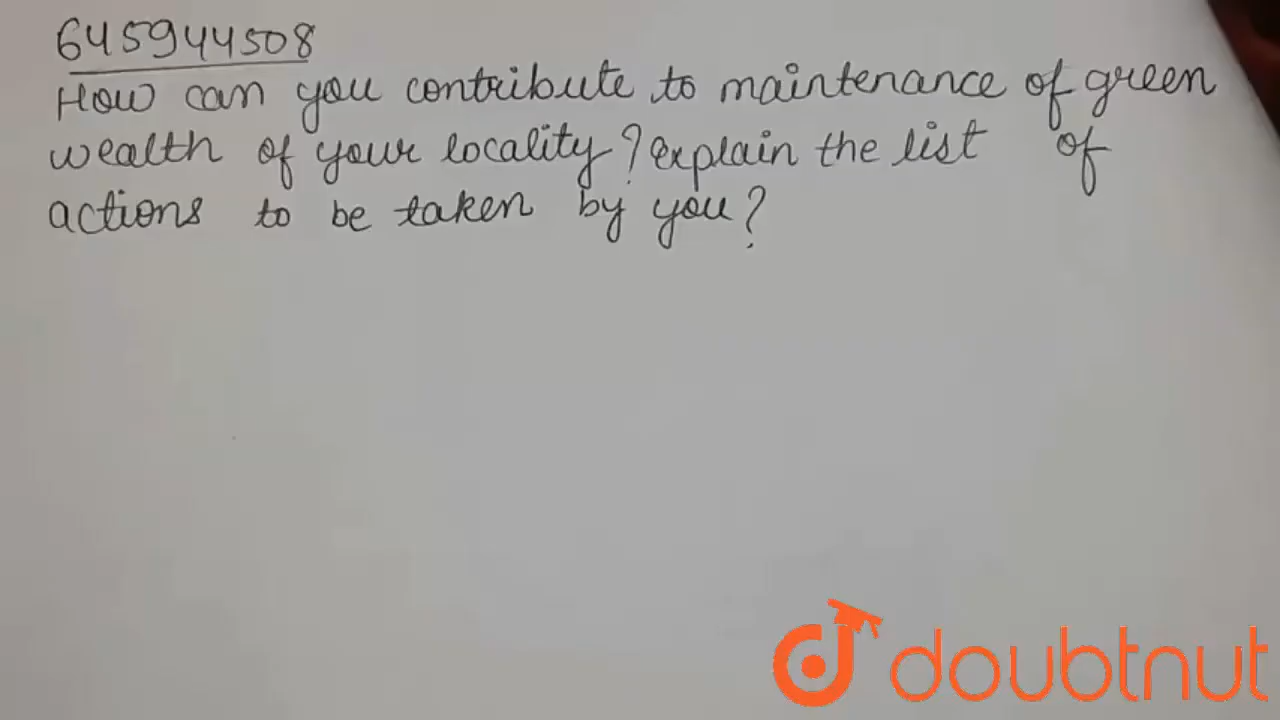 645944508
How can you contribute to maintenance of green
wealth of your locality? Explain the list of
actions to be taken by you?
doubtnut